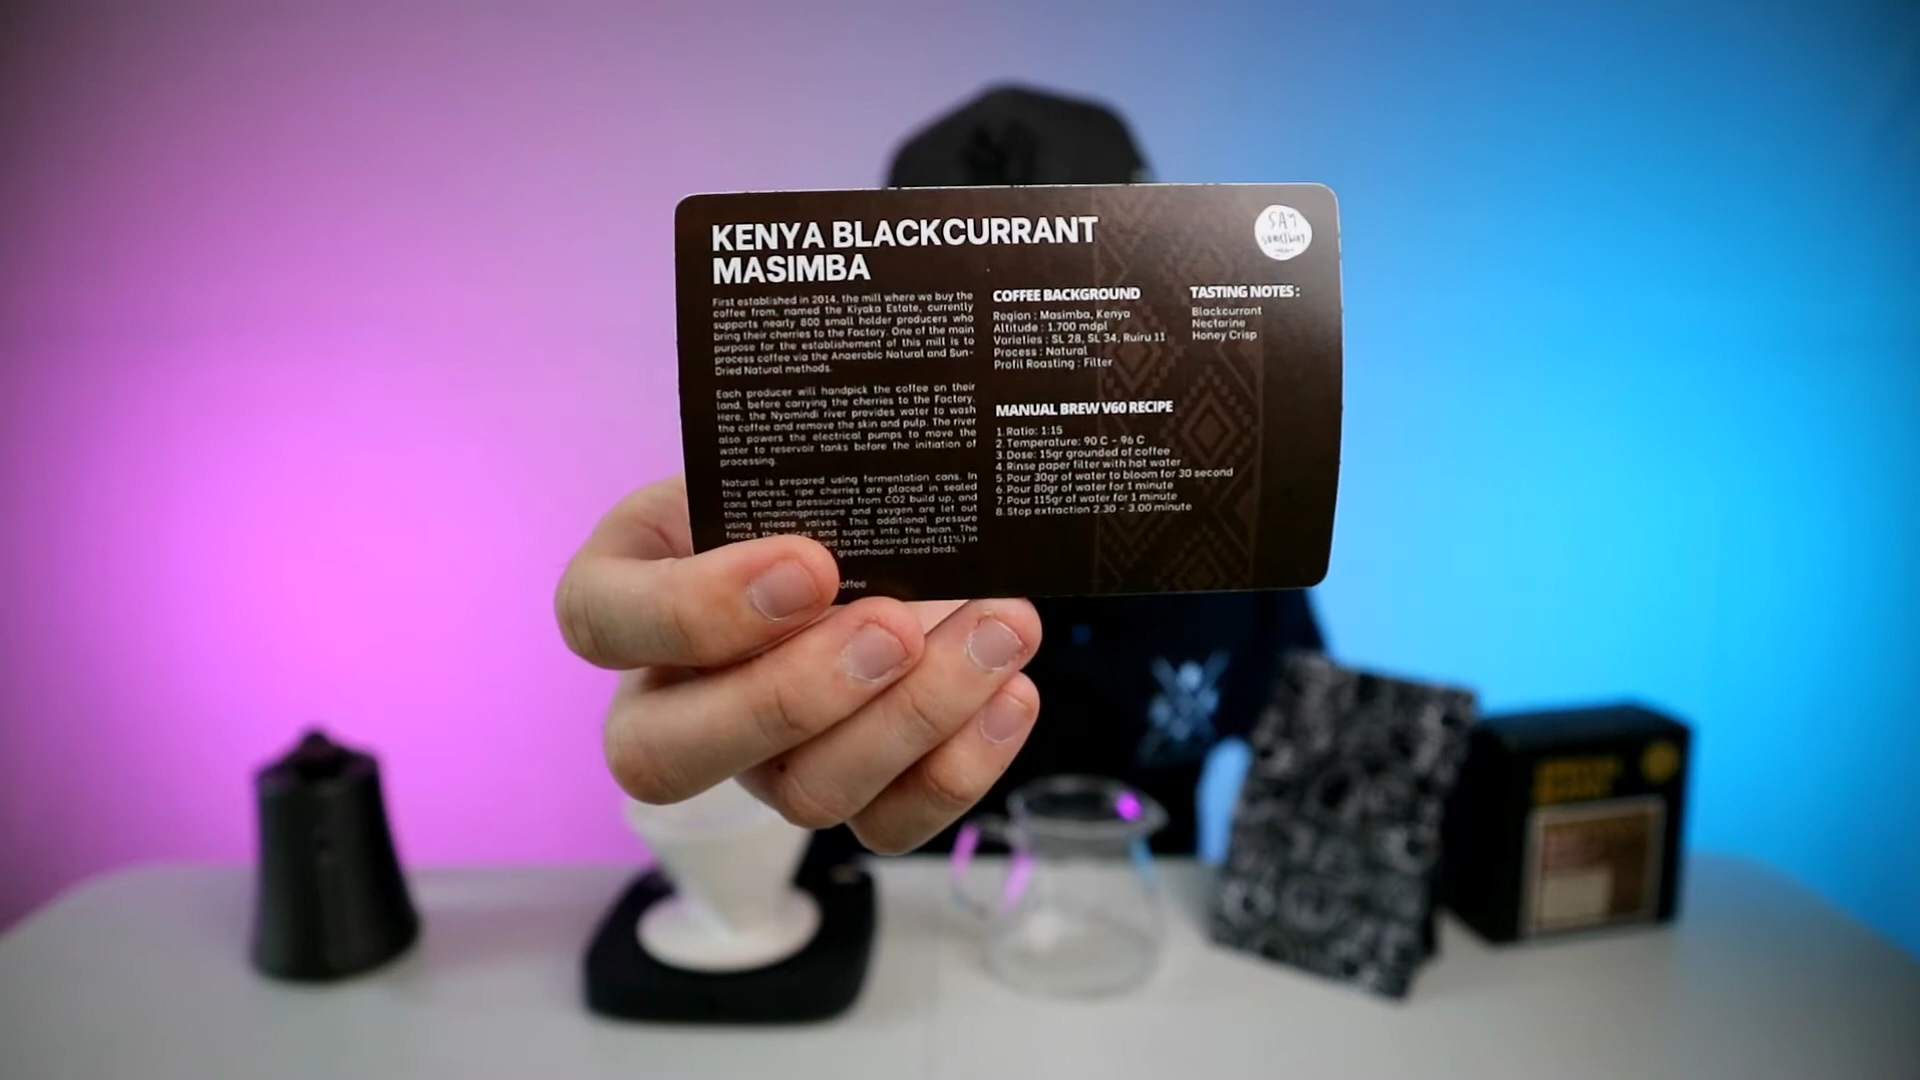 KENYA BLACKCURRANT
MASIMBA
SAY
SOMETHING
First established in 2014, the mill where we buy the
coffee from, named the Kiyaka Estate, currently
supports nearly 800 small holder producers who
bring their cherries to the Factory. One of the main
purpose for the establishement of this mill is to
process coffee via the Anaerobic Natural and Sun-
Dried Natural methods.
Each producer will handpick the coffee on their
land, before carrying the cherries to the Factory.
Here, the Nyamindi river provides water to wash
the coffee and remove the skin and pulp. The river
also powers the electrical pumps to move the
water to reservoir tanks before the initiation of
processing.
Natural is prepared using fermentation cans. In
this process, ripe cherries are placed in sealed
cans that are pressurized from CO2 build up, and
then remainingpressure and oxygen are let out
using release valves. This additional pressure
forces the juices and sugars into the bean. The
to the desired level (11%) in
'greenhouse' raised beds.
offee
COFFEE BACKGROUND
Region : Masimba, Kenya
Altitude : 1.700 mdpl
Varieties : SL 28, SL 34, Ruiru 11
Process : Natural
Profil Roasting : Filter
TASTING NOTES :
Blackcurrant
Nectarine
Honey Crisp
MANUAL BREW V60 RECIPE
1. Ratio: 1:15
2. Temperature: 90 C - 96 C
3. Dose: 15gr grounded of coffee
4. Rinse paper filter with hot water
5. Pour 30gr of water to bloom for 30 second
6. Pour 80gr of water for 1 minute
7. Pour 115gr of water for 1 minute
8. Stop extraction 2.30 - 3.00 minute